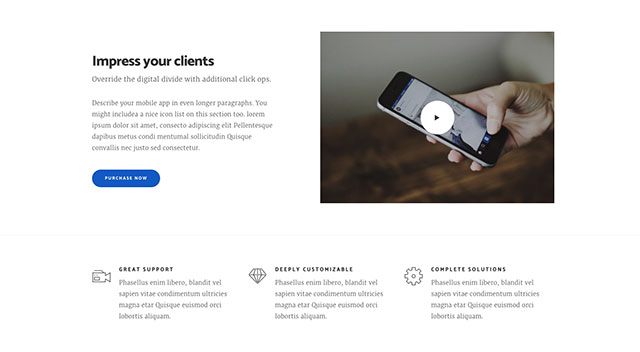 Impress your clients
Override the digital divide with additional click ops.
Describe your mobile app in even longer paragraphs. You
might includea a nice icon list on this section too. lorem
ipsum dolor sit amet, consecto adipiscing elit Pellentesque
dapibus metus condi mentumal sollicitudin Quisque
convallis nec justo sed consectetur.
PURCHASE NOW
GREAT SUPPORT
Phasellus enim libero, blandit vel
sapien vitae condimentum ultricies
magna etar Quisque euismod orci
lobortis aliquam.
DEEPLY CUSTOMIZABLE
Phasellus enim libero, blandit vel
sapien vitae condimentum ultricies
magna etar Quisque euismod orci
lobortis aliquam.
COMPLETE SOLUTIONS
Phasellus enim libero, blandit vel
sapien vitae condimentum ultricies
magna etar Quisque euismod orci
lobortis aliquam.